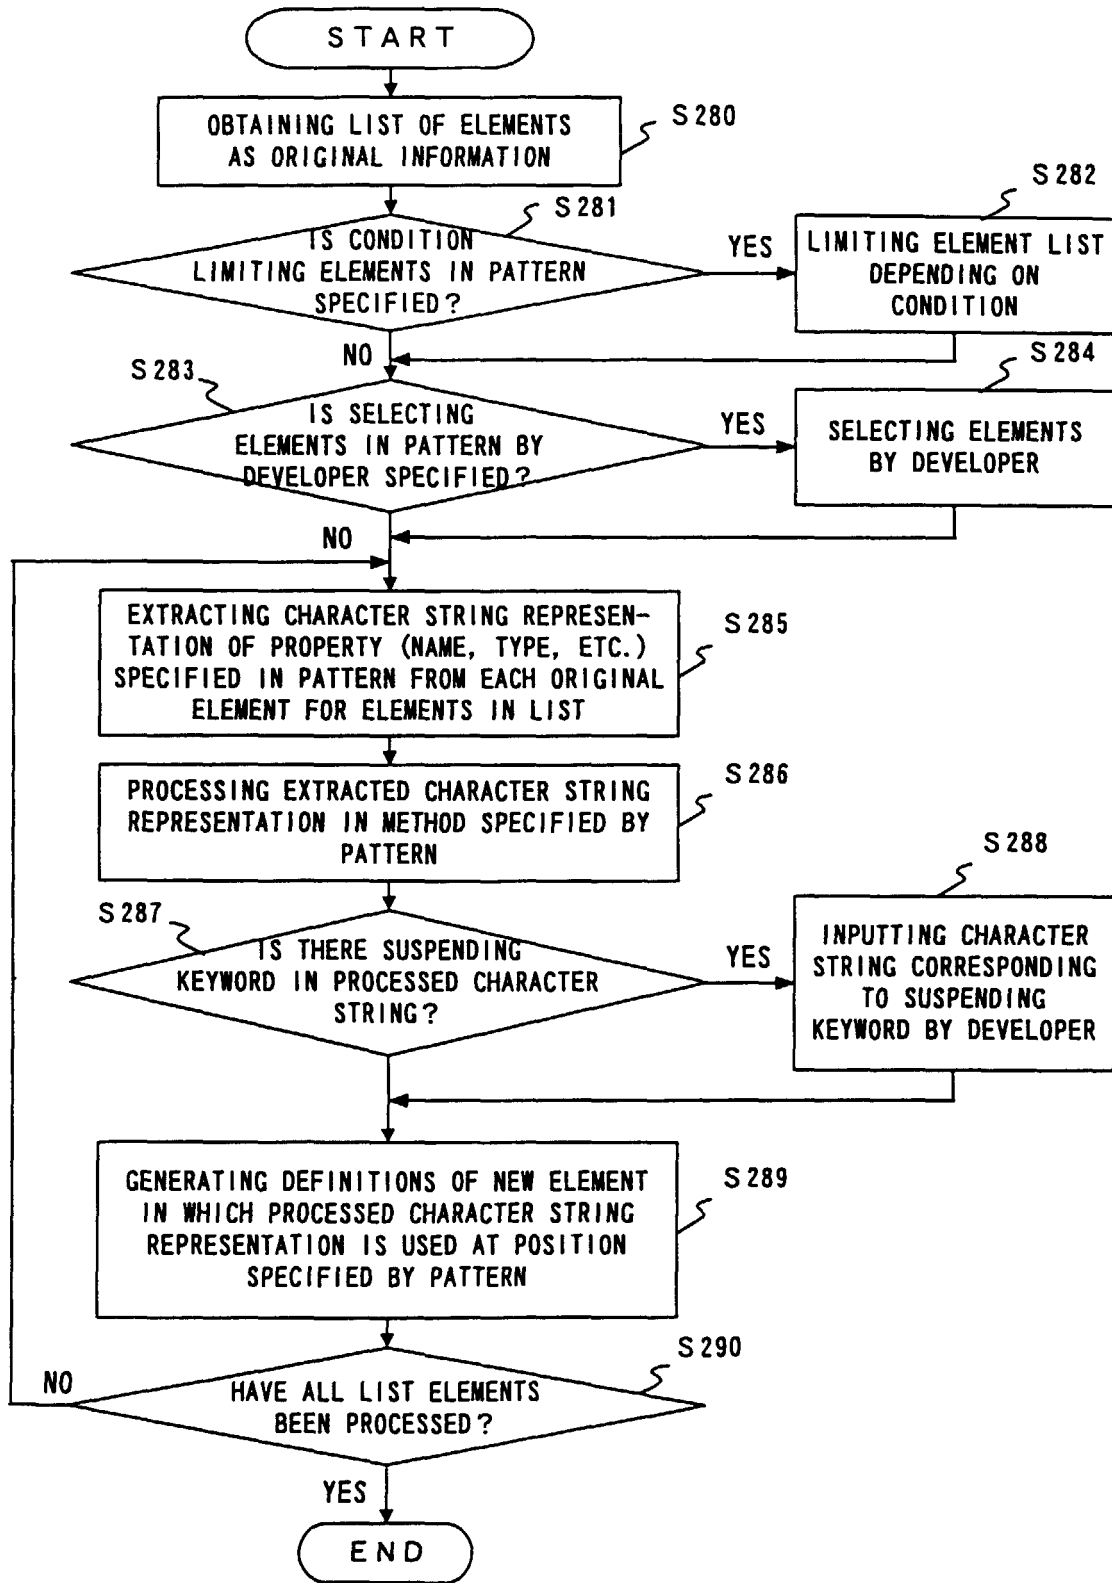 START
OBTAINING LIST OF ELEMENTS
AS ORIGINAL INFORMATION
S280
S281
IS CONDITION
LIMITING ELEMENTS IN PATTERN
SPECIFIED?
YES
S282
LIMITING ELEMENT LIST
DEPENDING ON
CONDITION
NO
S283
IS SELECTING
ELEMENTS IN PATTERN BY
DEVELOPER SPECIFIED?
YES
S284
SELECTING ELEMENTS
BY DEVELOPER
NO
EXTRACTING CHARACTER STRING REPRESEN-
TATION OF PROPERTY (NAME, TYPE, ETC.)
SPECIFIED IN PATTERN FROM EACH ORIGINAL
ELEMENT FOR ELEMENTS IN LIST
S285
PROCESSING EXTRACTED CHARACTER STRING
REPRESENTATION IN METHOD SPECIFIED BY
PATTERN
S286
S287
IS THERE SUSPENDING
KEYWORD IN PROCESSED CHARACTER
STRING?
YES
S288
INPUTTING CHARACTER
STRING CORRESPONDING
TO SUSPENDING
KEYWORD BY DEVELOPER
GENERATING DEFINITIONS OF NEW ELEMENT
IN WHICH PROCESSED CHARACTER STRING
REPRESENTATION IS USED AT POSITION
SPECIFIED BY PATTERN
S289
S290
HAVE ALL LIST ELEMENTS
BEEN PROCESSED?
NO
YES
END